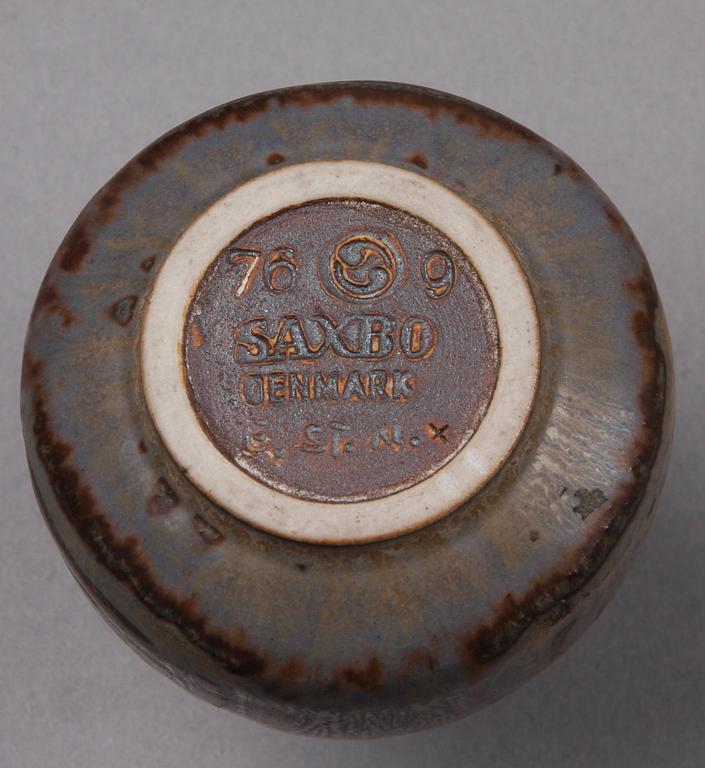 76 9
SAXBO
DENMARK
E. ST. N. x